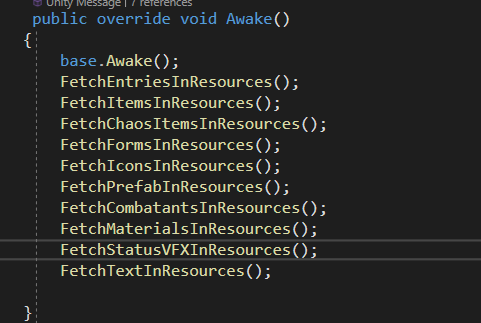 Unity Message | 7 references
public override void Awake()
{
base.Awake();
FetchEntriesInResources();
FetchItemsInResources();
FetchChaosItemsInResources();
FetchFormsInResources();
FetchIconsInResources();
FetchPrefabInResources();
FetchCombatantsInResources();
FetchMaterialsInResources();
FetchStatusVFXInResources();
FetchTextInResources();
}